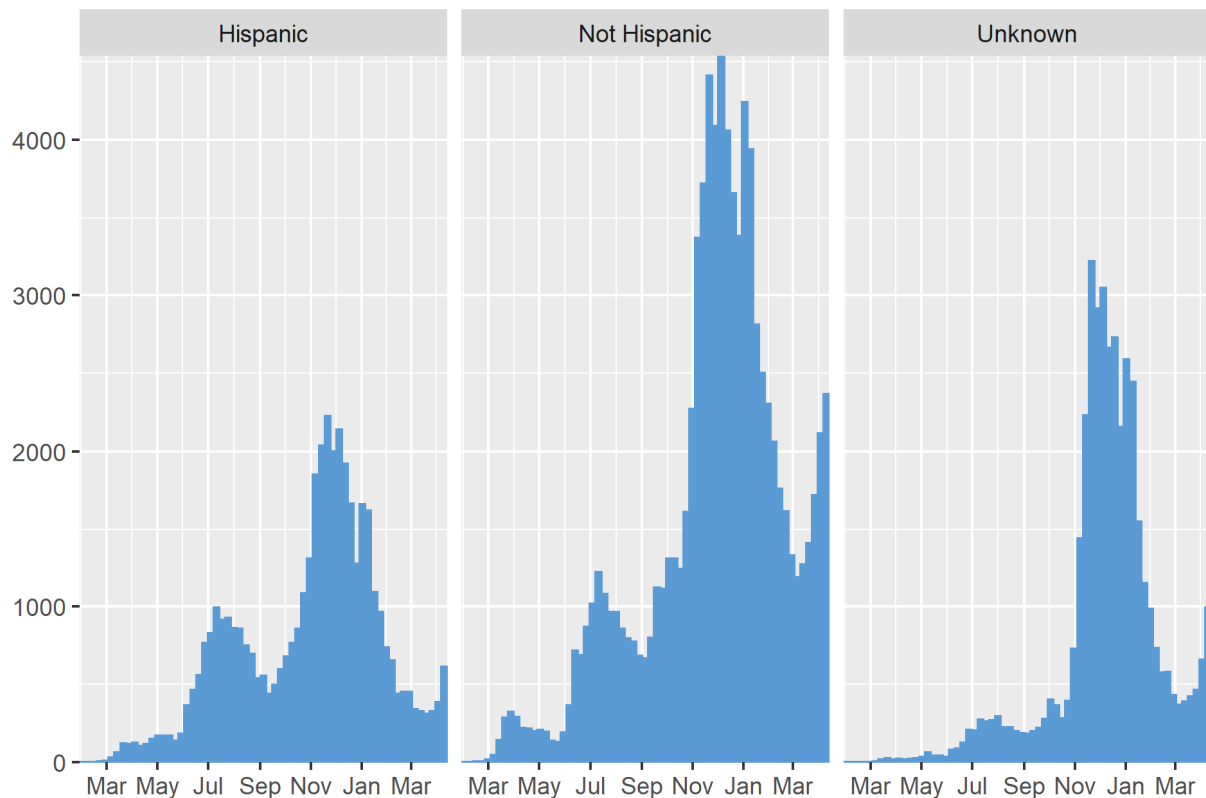 Hispanic Not Hispanic Unknown
4000
3000
2000
1000
0
Mar May Jul Sep Nov Jan Mar Mar May Jul Sep Nov Jan Mar Mar May Jul Sep Nov Jan Mar